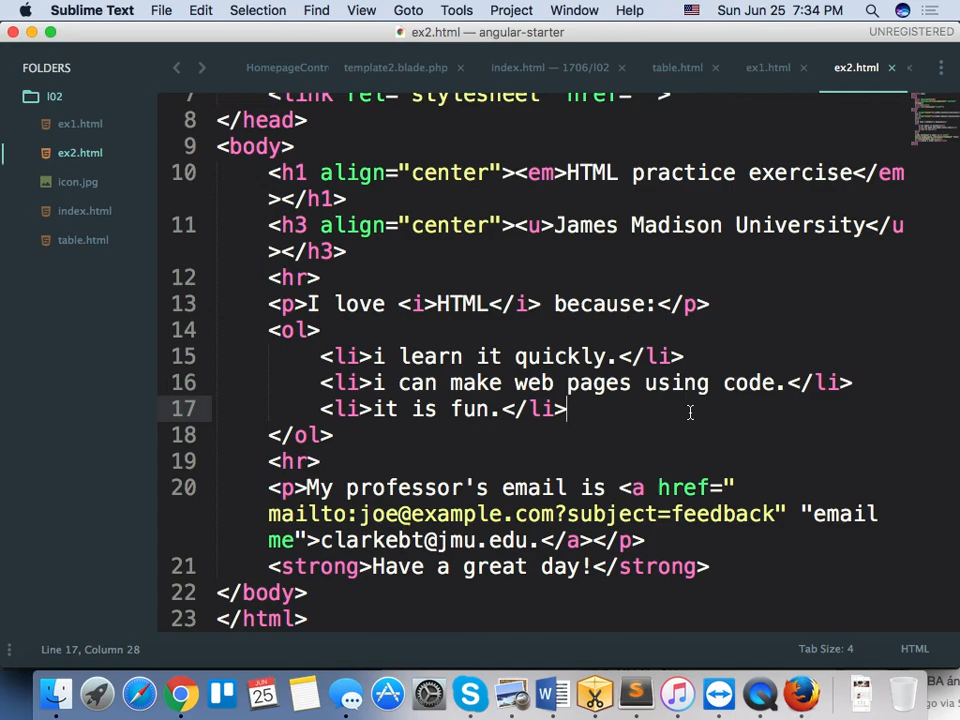 Sublime Text File Edit Selection Find View Goto Tools Project Window Help Sun Jun 25 7:34 PM
ex2.html — angular-starter UNREGISTERED
FOLDERS
HomepageContr template2.blade.php index.html — 1706/l02 table.html ex1.html ex2.html
l02
ex1.html
ex2.html
icon.jpg
index.html
table.html
7 <link rel="stylesheet" href="">
8 </head>
9 <body>
10 <h1 align="center"><em>HTML practice exercise</em
></h1>
11 <h3 align="center"><u>James Madison University</u
></h3>
12 <hr>
13 <p>I love <i>HTML</i> because:</p>
14 <ol>
15 <li>i learn it quickly.</li>
16 <li>i can make web pages using code.</li>
17 <li>it is fun.</li>
18 </ol>
19 <hr>
20 <p>My professor's email is <a href="
mailto:joe@example.com?subject=feedback" "email
me">clarkebt@jmu.edu.</a></p>
21 <strong>Have a great day!</strong>
22 </body>
23 </html>
Line 17, Column 28 Tab Size: 4 HTML
JUN
25